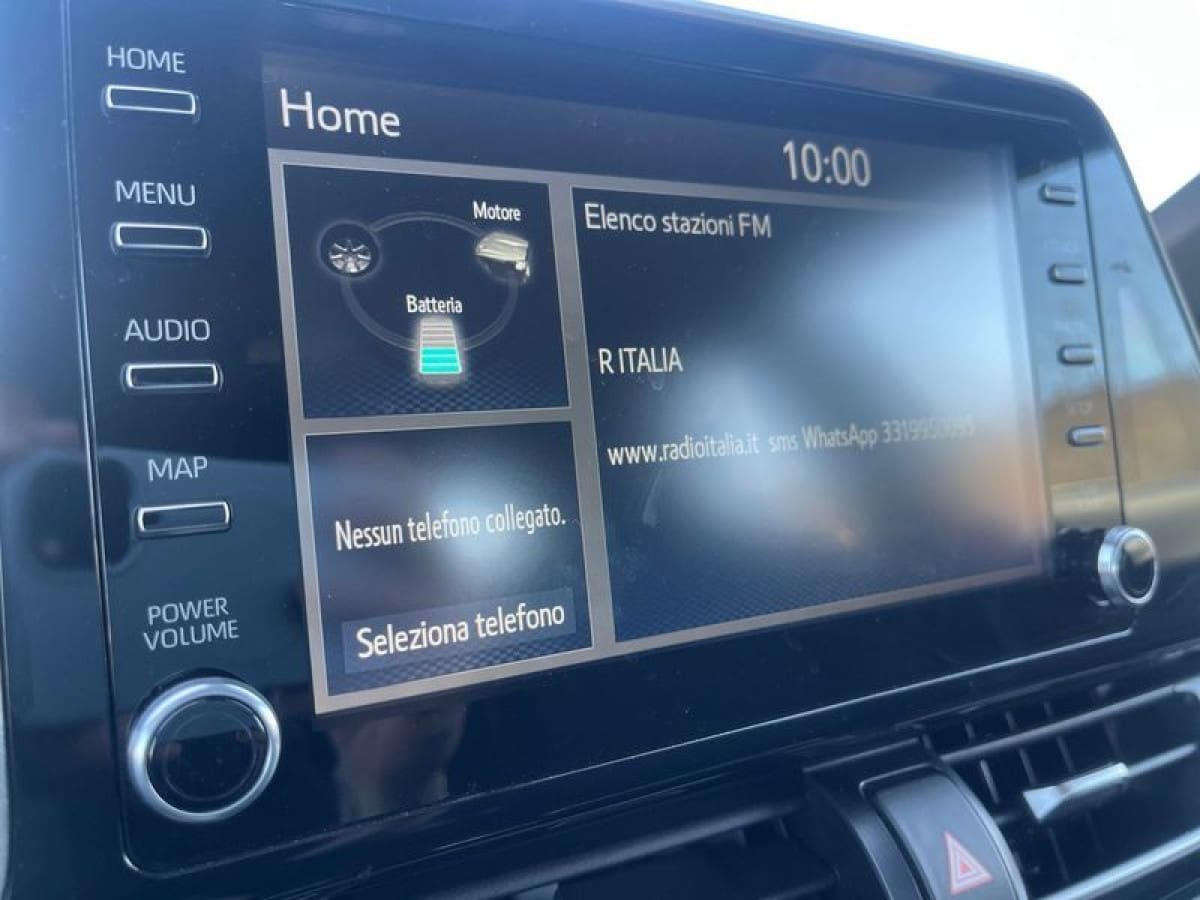 HOME
MENU
AUDIO
MAP
POWER
VOLUME
Home
10:00
Motore
Batteria
Nessun telefono collegato.
Seleziona telefono
Elenco stazioni FM
R ITALIA
www.radioitalia.it sms WhatsApp